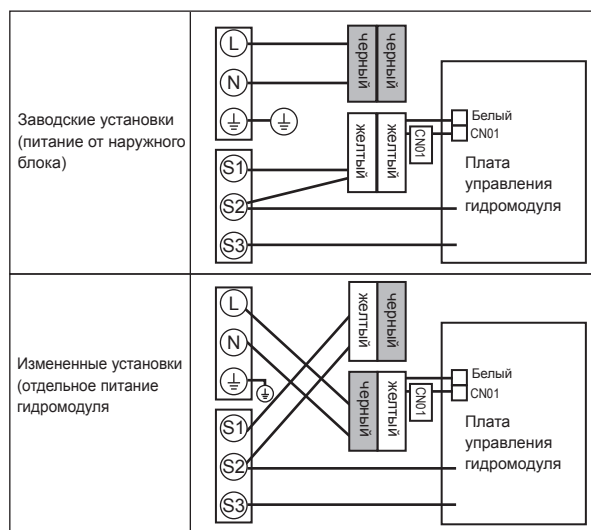 Заводские установки
(питание от наружного
блока)
L
N
S1
S2
S3
черный
черный
желтый
желтый
CN01
Белый
CN01
Плата
управления
гидромодуля
Измененные установки
(отдельное питание
гидромодуля
L
N
S1
S2
S3
желтый
черный
черный
желтый
CN01
Белый
CN01
Плата
управления
гидромодуля